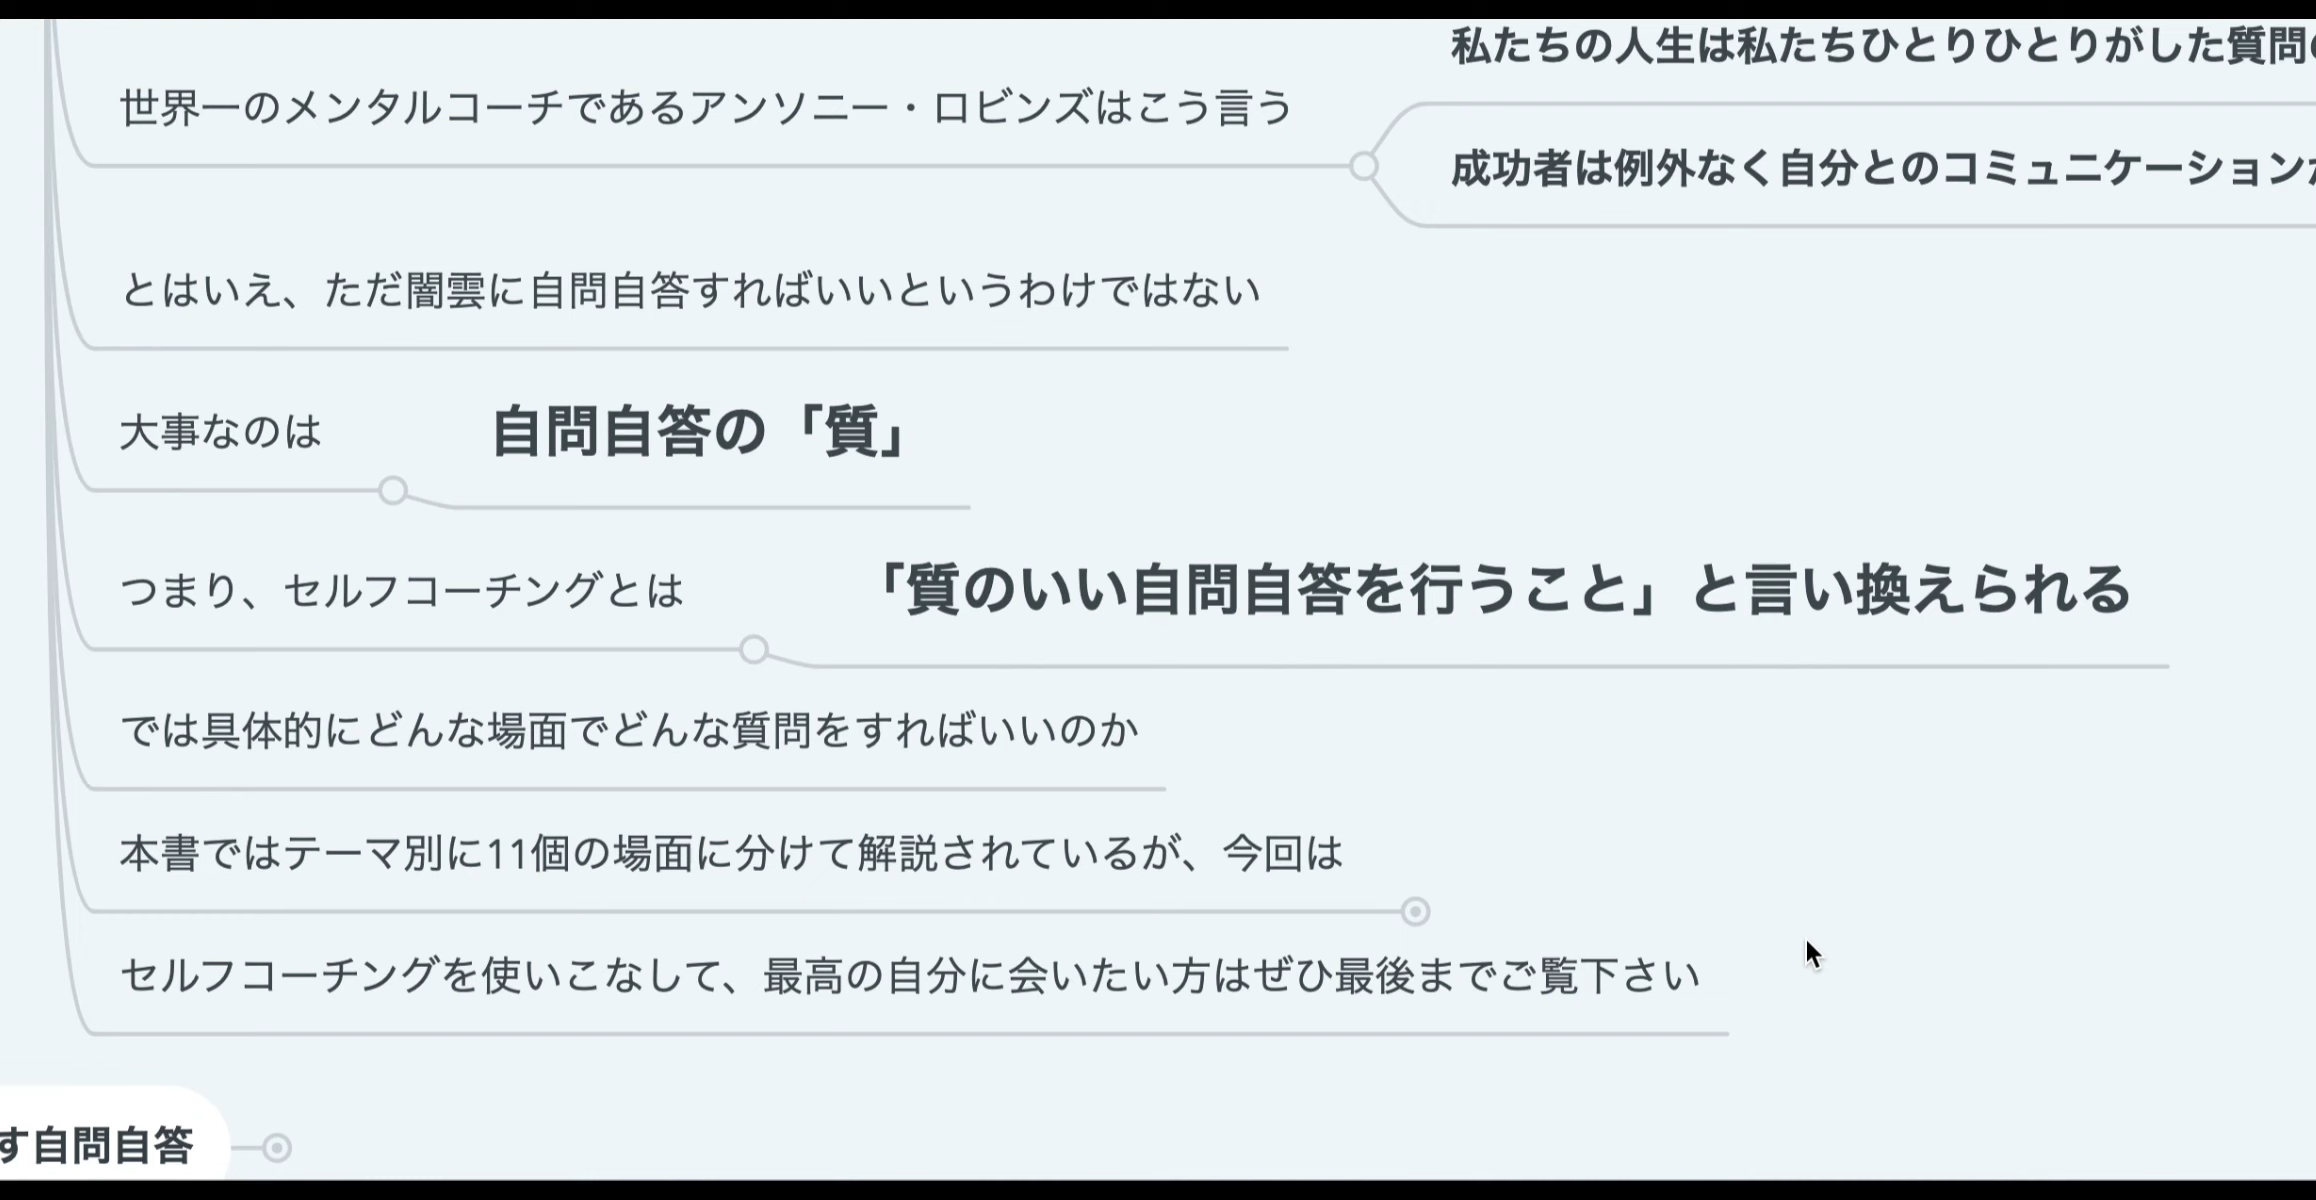 私たちの人生は私たちひとりひとりがした質問
世界一のメンタルコーチであるアンソニー・ロビンズはこう言う
成功者は例外なく自分とのコミュニケーション
とはいえ、ただ闇雲に自問自答すればいいというわけではない
大事なのは
自問自答の「質」
つまり、セルフコーチングとは
「質のいい自問自答を行うこと」と言い換えられる
では具体的にどんな場面でどんな質問をすればいいのか
本書ではテーマ別に11個の場面に分けて解説されているが、今回は
セルフコーチングを使いこなして、最高の自分に会いたい方はぜひ最後までご覧下さい
す自問自答